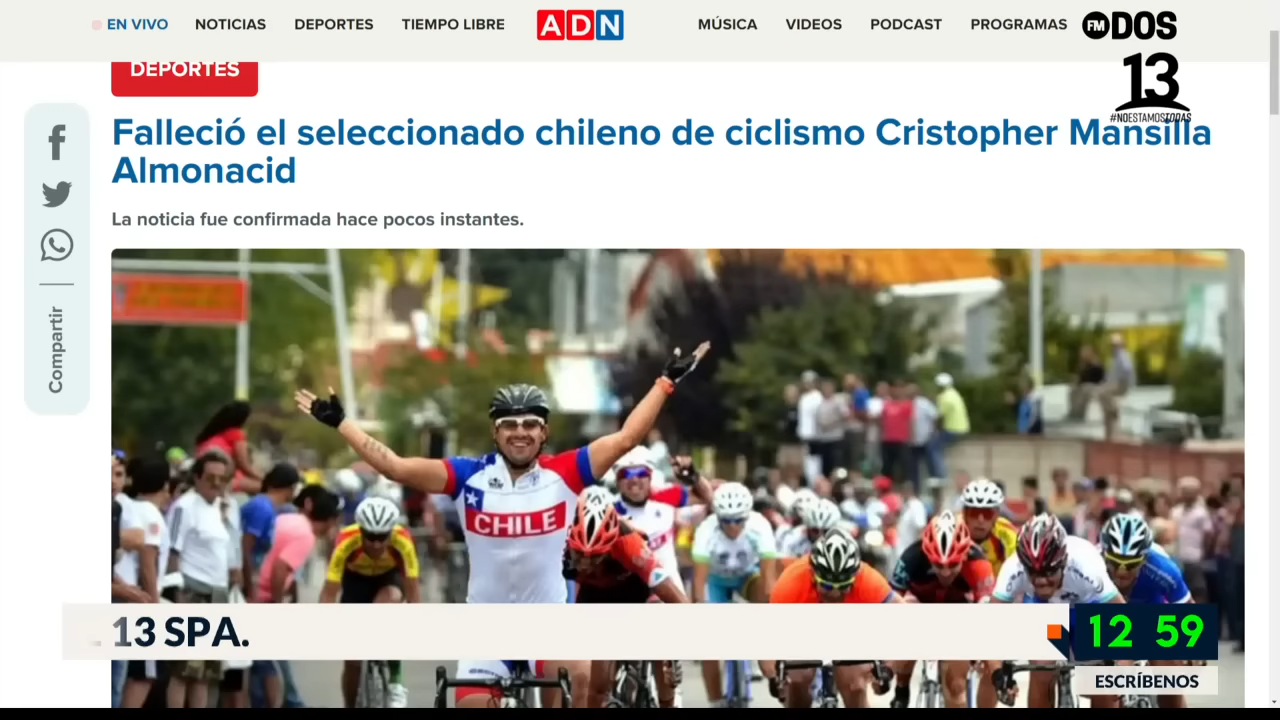 EN VIVO NOTICIAS DEPORTES TIEMPO LIBRE ADN MÚSICA VIDEOS PODCAST PROGRAMAS FM DOS
13
#NOESTAMOSTODAS
DEPORTES
Falleció el seleccionado chileno de ciclismo Cristopher Mansilla
Almonacid
La noticia fue confirmada hace pocos instantes.
Compartir
CHILE
13 SPA.
12 59
ESCRÍBENOS